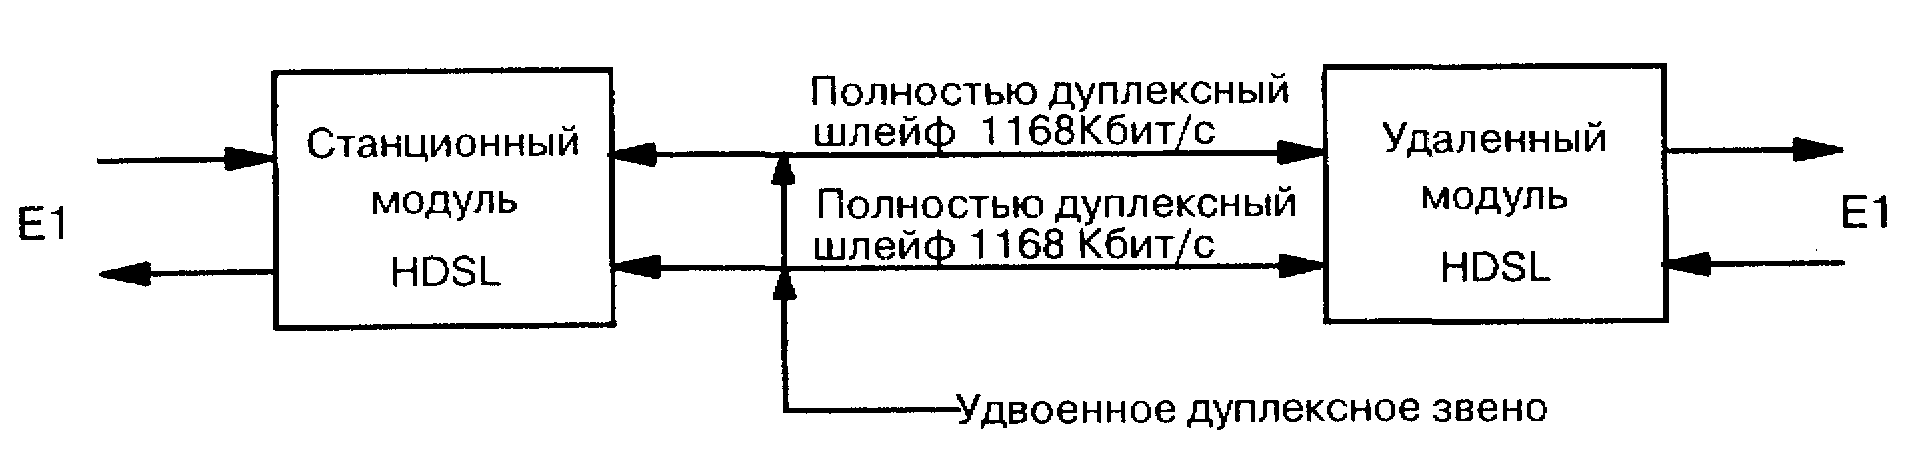 Полностью дуплексный
шлейф 1168Кбит/с
Станционный
модуль
HDSL
Удаленный
модуль
HDSL
Полностью дуплексный
шлейф 1168 Кбит/с
E1
E1
Удвоенное дуплексное звено